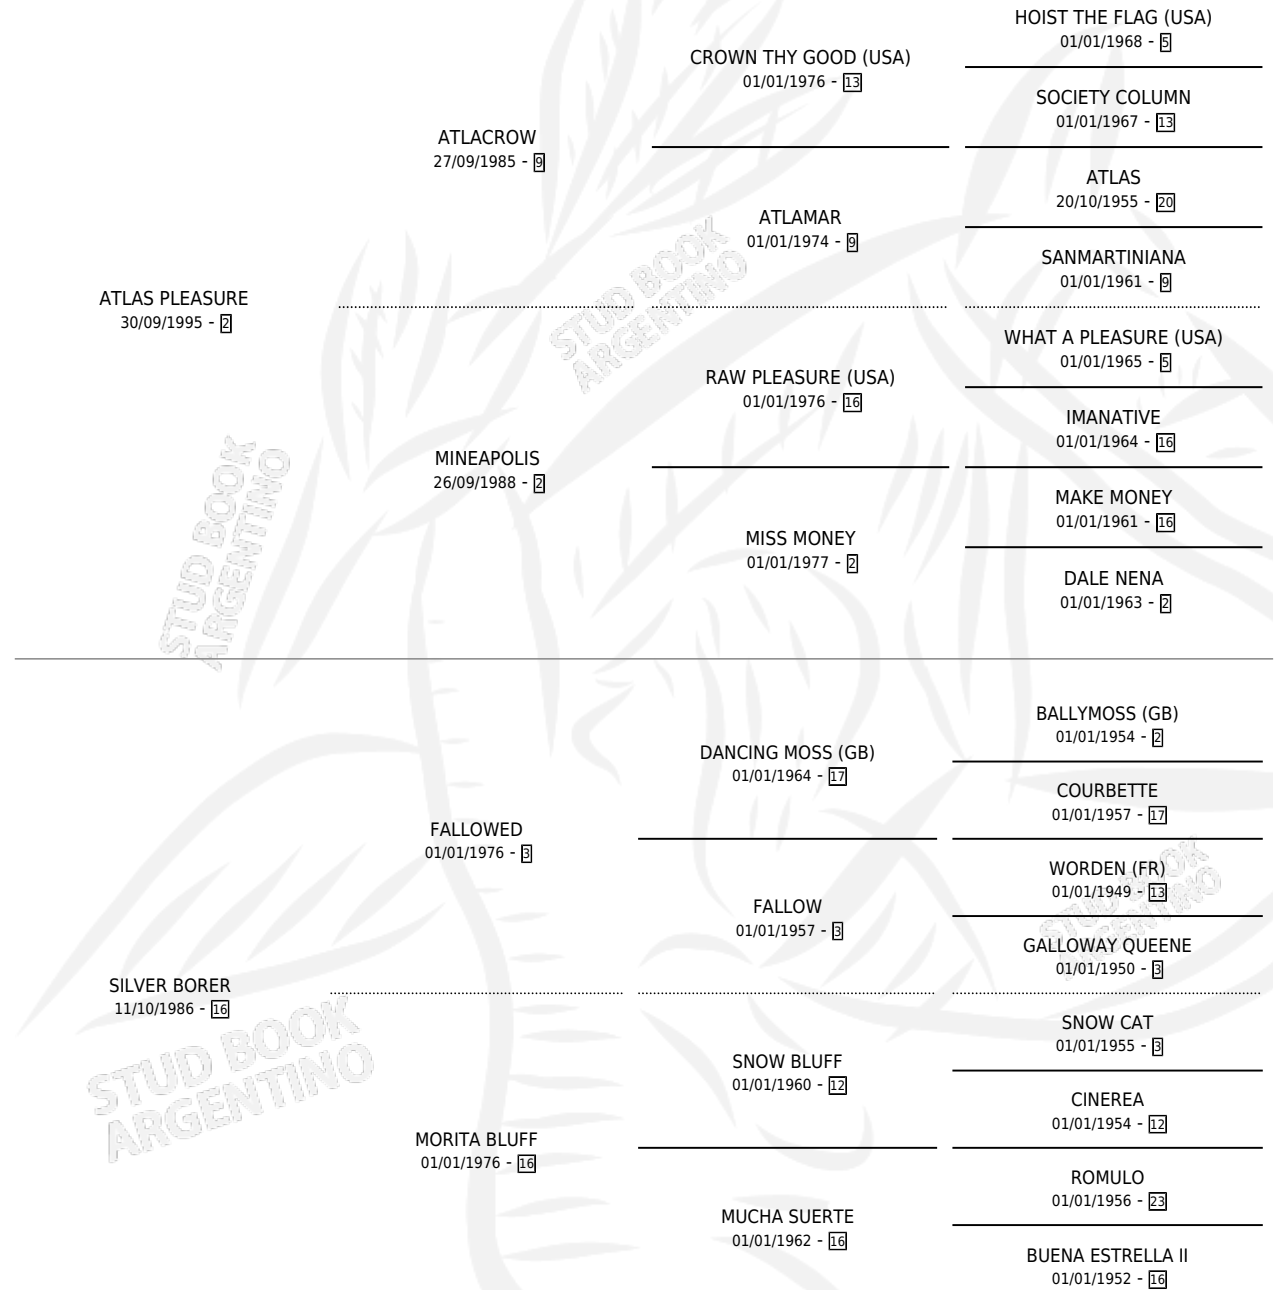 HOIST THE FLAG (USA)
01/01/1968 - 5
CROWN THY GOOD (USA)
01/01/1976 - 13
SOCIETY COLUMN
01/01/1967 - 13
ATLACROW
27/09/1985 - 9
ATLAS
20/10/1955 - 20
ATLAMAR
01/01/1974 - 9
SANMARTINIANA
01/01/1961 - 9
ATLAS PLEASURE
30/09/1995 - 2
WHAT A PLEASURE (USA)
01/01/1965 - 5
RAW PLEASURE (USA)
01/01/1976 - 16
IMANATIVE
01/01/1964 - 16
MINEAPOLIS
26/09/1988 - 2
MAKE MONEY
01/01/1961 - 16
MISS MONEY
01/01/1977 - 2
DALE NENA
01/01/1963 - 2
BALLYMOSS (GB)
01/01/1954 - 2
DANCING MOSS (GB)
01/01/1964 - 17
COURBETTE
01/01/1957 - 17
FALLOWED
01/01/1976 - 3
WORDEN (FR)
01/01/1949 - 13
FALLOW
01/01/1957 - 3
GALLOWAY QUEENE
01/01/1950 - 3
SILVER BORER
11/10/1986 - 16
SNOW CAT
01/01/1955 - 3
SNOW BLUFF
01/01/1960 - 12
CINEREA
01/01/1954 - 12
MORITA BLUFF
01/01/1976 - 16
ROMULO
01/01/1956 - 23
MUCHA SUERTE
01/01/1962 - 16
BUENA ESTRELLA II
01/01/1952 - 16
STUD BOOK
ARGENTINO
STUD BOOK
ARGENTINO
STUD BOOK
ARGENTINO
STUD BOOK
ARGENTINO